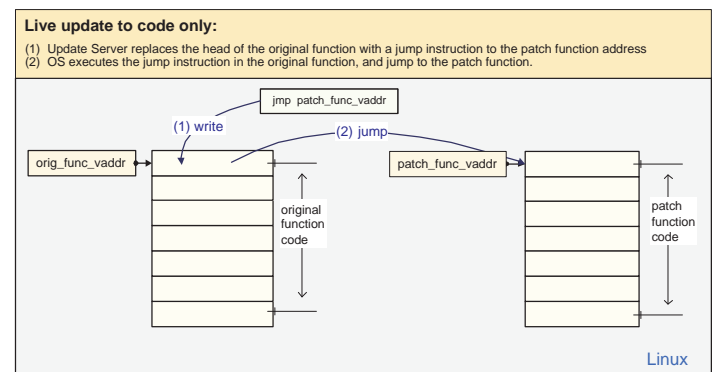 Live update to code only:
(1) Update Server replaces the head of the original function with a jump instruction to the patch function address
(2) OS executes the jump instruction in the original function, and jump to the patch function.
jmp patch_func_vaddr
(1) write
(2) jump
orig_func_vaddr
patch_func_vaddr
original
function
code
patch
function
code
Linux